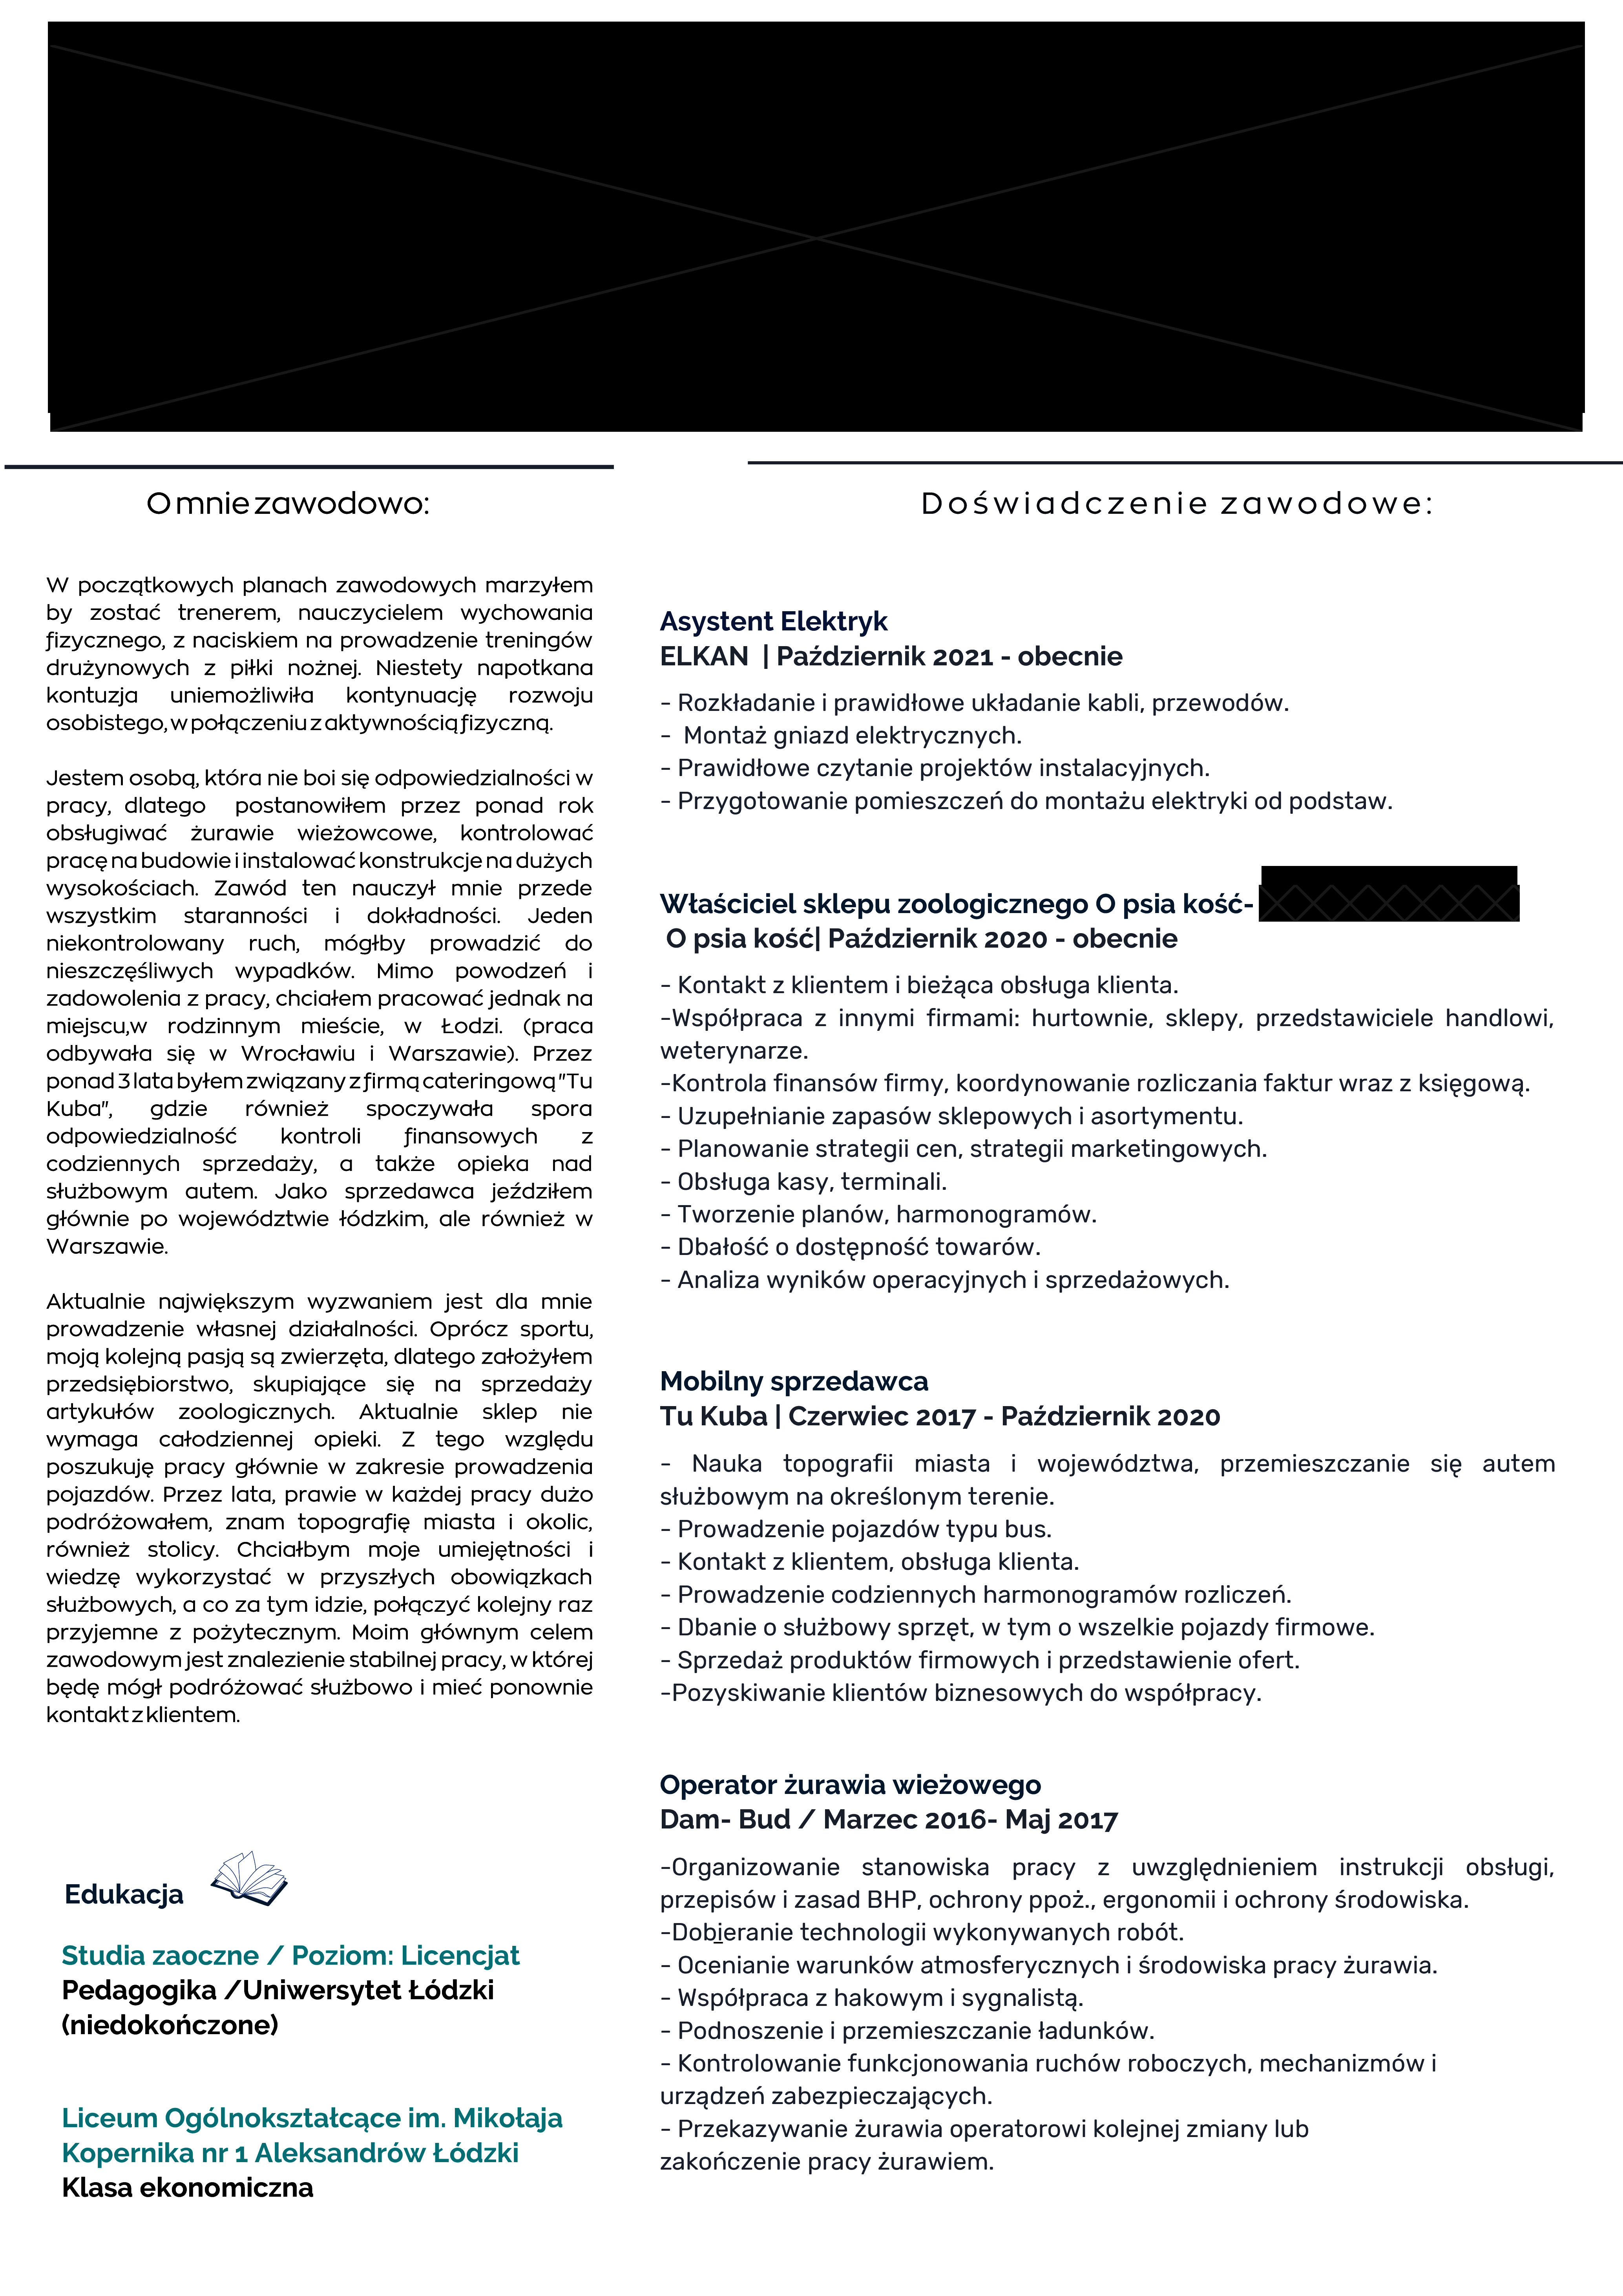 O mnie zawodowo:
W początkowych planach zawodowych marzyłem
by zostać trenerem, nauczycielem wychowania
fizycznego, z naciskiem na prowadzenie treningów
drużynowych z piłki nożnej. Niestety napotkana
kontuzja uniemożliwiła kontynuację rozwoju
osobistego, w połączeniu z aktywnością fizyczną.
Jestem osobą, która nie boi się odpowiedzialności w
pracy, dlatego postanowiłem przez ponad rok
obsługiwać żurawie wieżowcowe, kontrolować
pracę na budowie i instalować konstrukcje na dużych
wysokościach. Zawód ten nauczył mnie przede
wszystkim staranności i dokładności. Jeden
niekontrolowany ruch, mógłby prowadzić do
nieszczęśliwych wypadków. Mimo powodzeń i
zadowolenia z pracy, chciałem pracować jednak na
miejscu,w rodzinnym mieście, w Łodzi. (praca
odbywała się w Wrocławiu i Warszawie). Przez
ponad 3 lata byłem związany z firmą cateringową "Tu
Kuba", gdzie również spoczywała spora
odpowiedzialność kontroli finansowych z
codziennych sprzedaży, a także opieka nad
służbowym autem. Jako sprzedawca jeździłem
głównie po województwie łódzkim, ale również w
Warszawie.
Aktualnie największym wyzwaniem jest dla mnie
prowadzenie własnej działalności. Oprócz sportu,
moją kolejną pasją są zwierzęta, dlatego założyłem
przedsiębiorstwo, skupiające się na sprzedaży
artykułów zoologicznych. Aktualnie sklep nie
wymaga całodziennej opieki. Z tego względu
poszukuję pracy głównie w zakresie prowadzenia
pojazdów. Przez lata, prawie w każdej pracy dużo
podróżowałem, znam topografię miasta i okolic,
również stolicy. Chciałbym moje umiejętności i
wiedzę wykorzystać w przyszłych obowiązkach
służbowych, a co za tym idzie, połączyć kolejny raz
przyjemne z pożytecznym. Moim głównym celem
zawodowym jest znalezienie stabilnej pracy, w której
będę mógł podróżować służbowo i mieć ponownie
kontakt z klientem.
Edukacja
Studia zaoczne / Poziom: Licencjat
Pedagogika /Uniwersytet Łódzki
(niedokończone)
Liceum Ogólnokształcące im. Mikołaja
Kopernika nr 1 Aleksandrów Łódzki
Klasa ekonomiczna
Doświadczenie zawodowe:
Asystent Elektryk
ELKAN | Październik 2021 - obecnie
- Rozkładanie i prawidłowe układanie kabli, przewodów.
- Montaż gniazd elektrycznych.
- Prawidłowe czytanie projektów instalacyjnych.
- Przygotowanie pomieszczeń do montażu elektryki od podstaw.
Właściciel sklepu zoologicznego O psia kość-
O psia kość| Październik 2020 - obecnie
- Kontakt z klientem i bieżąca obsługa klienta.
-Współpraca z innymi firmami: hurtownie, sklepy, przedstawiciele handlowi,
weterynarze.
-Kontrola finansów firmy, koordynowanie rozliczania faktur wraz z księgową.
- Uzupełnianie zapasów sklepowych i asortymentu.
- Planowanie strategii cen, strategii marketingowych.
- Obsługa kasy, terminali.
- Tworzenie planów, harmonogramów.
- Dbałość o dostępność towarów.
- Analiza wyników operacyjnych i sprzedażowych.
Mobilny sprzedawca
Tu Kuba | Czerwiec 2017 - Październik 2020
- Nauka topografii miasta i województwa, przemieszczanie się autem
służbowym na określonym terenie.
- Prowadzenie pojazdów typu bus.
- Kontakt z klientem, obsługa klienta.
- Prowadzenie codziennych harmonogramów rozliczeń.
- Dbanie o służbowy sprzęt, w tym o wszelkie pojazdy firmowe.
- Sprzedaż produktów firmowych i przedstawienie ofert.
-Pozyskiwanie klientów biznesowych do współpracy.
Operator żurawia wieżowego
Dam- Bud / Marzec 2016- Maj 2017
-Organizowanie stanowiska pracy z uwzględnieniem instrukcji obsługi,
przepisów i zasad BHP, ochrony ppoż., ergonomii i ochrony środowiska.
-Dobieranie technologii wykonywanych robót.
- Ocenianie warunków atmosferycznych i środowiska pracy żurawia.
- Współpraca z hakowym i sygnalistą.
- Podnoszenie i przemieszczanie ładunków.
- Kontrolowanie funkcjonowania ruchów roboczych, mechanizmów i
urządzeń zabezpieczających.
- Przekazywanie żurawia operatorowi kolejnej zmiany lub
zakończenie pracy żurawiem.